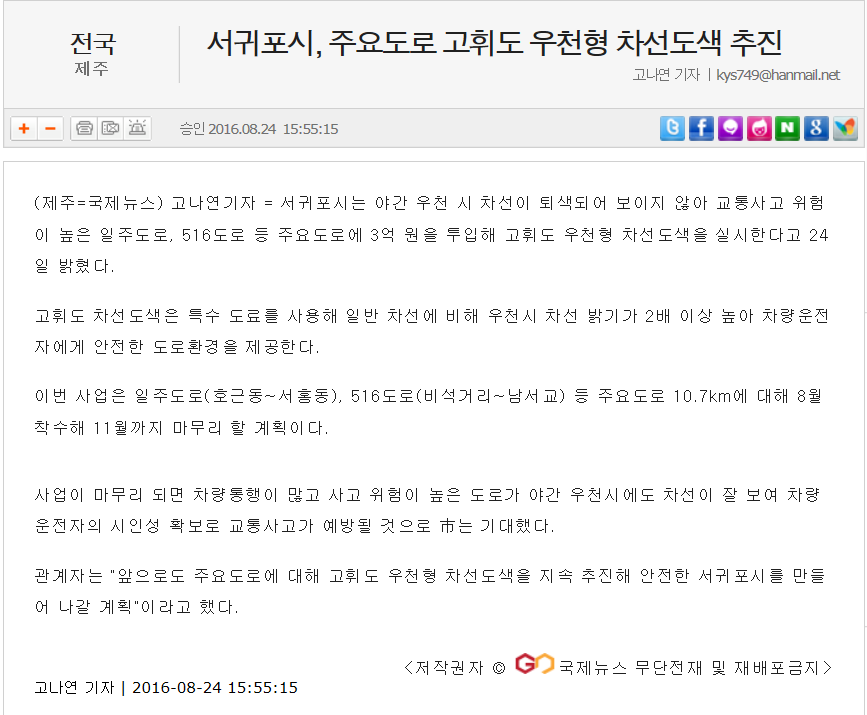 전국
제주
서귀포시, 주요도로 고휘도 우천형 차선도색 추진
고나연 기자 | kys749@hanmail.net
승인 2016.08.24 15:55:15
(제주=국제뉴스) 고나연기자 = 서귀포시는 야간 우천 시 차선이 퇴색되어 보이지 않아 교통사고 위험
이 높은 일주도로, 516도로 등 주요도로에 3억 원을 투입해 고휘도 우천형 차선도색을 실시한다고 24
일 밝혔다.
고휘도 차선도색은 특수 도료를 사용해 일반 차선에 비해 우천시 차선 밝기가 2배 이상 높아 차량운전
자에게 안전한 도로환경을 제공한다.
이번 사업은 일주도로(호근동~서홍동), 516도로(비석거리~남서교) 등 주요도로 10.7km에 대해 8월
착수해 11월까지 마무리 할 계획이다.
사업이 마무리 되면 차량통행이 많고 사고 위험이 높은 도로가 야간 우천시에도 차선이 잘 보여 차량
운전자의 시인성 확보로 교통사고가 예방될 것으로 市는 기대했다.
관계자는 "앞으로도 주요도로에 대해 고휘도 우천형 차선도색을 지속 추진해 안전한 서귀포시를 만들
어 나갈 계획"이라고 했다.
<저작권자 © 국제뉴스 무단전재 및 재배포금지>
고나연 기자 | 2016-08-24 15:55:15